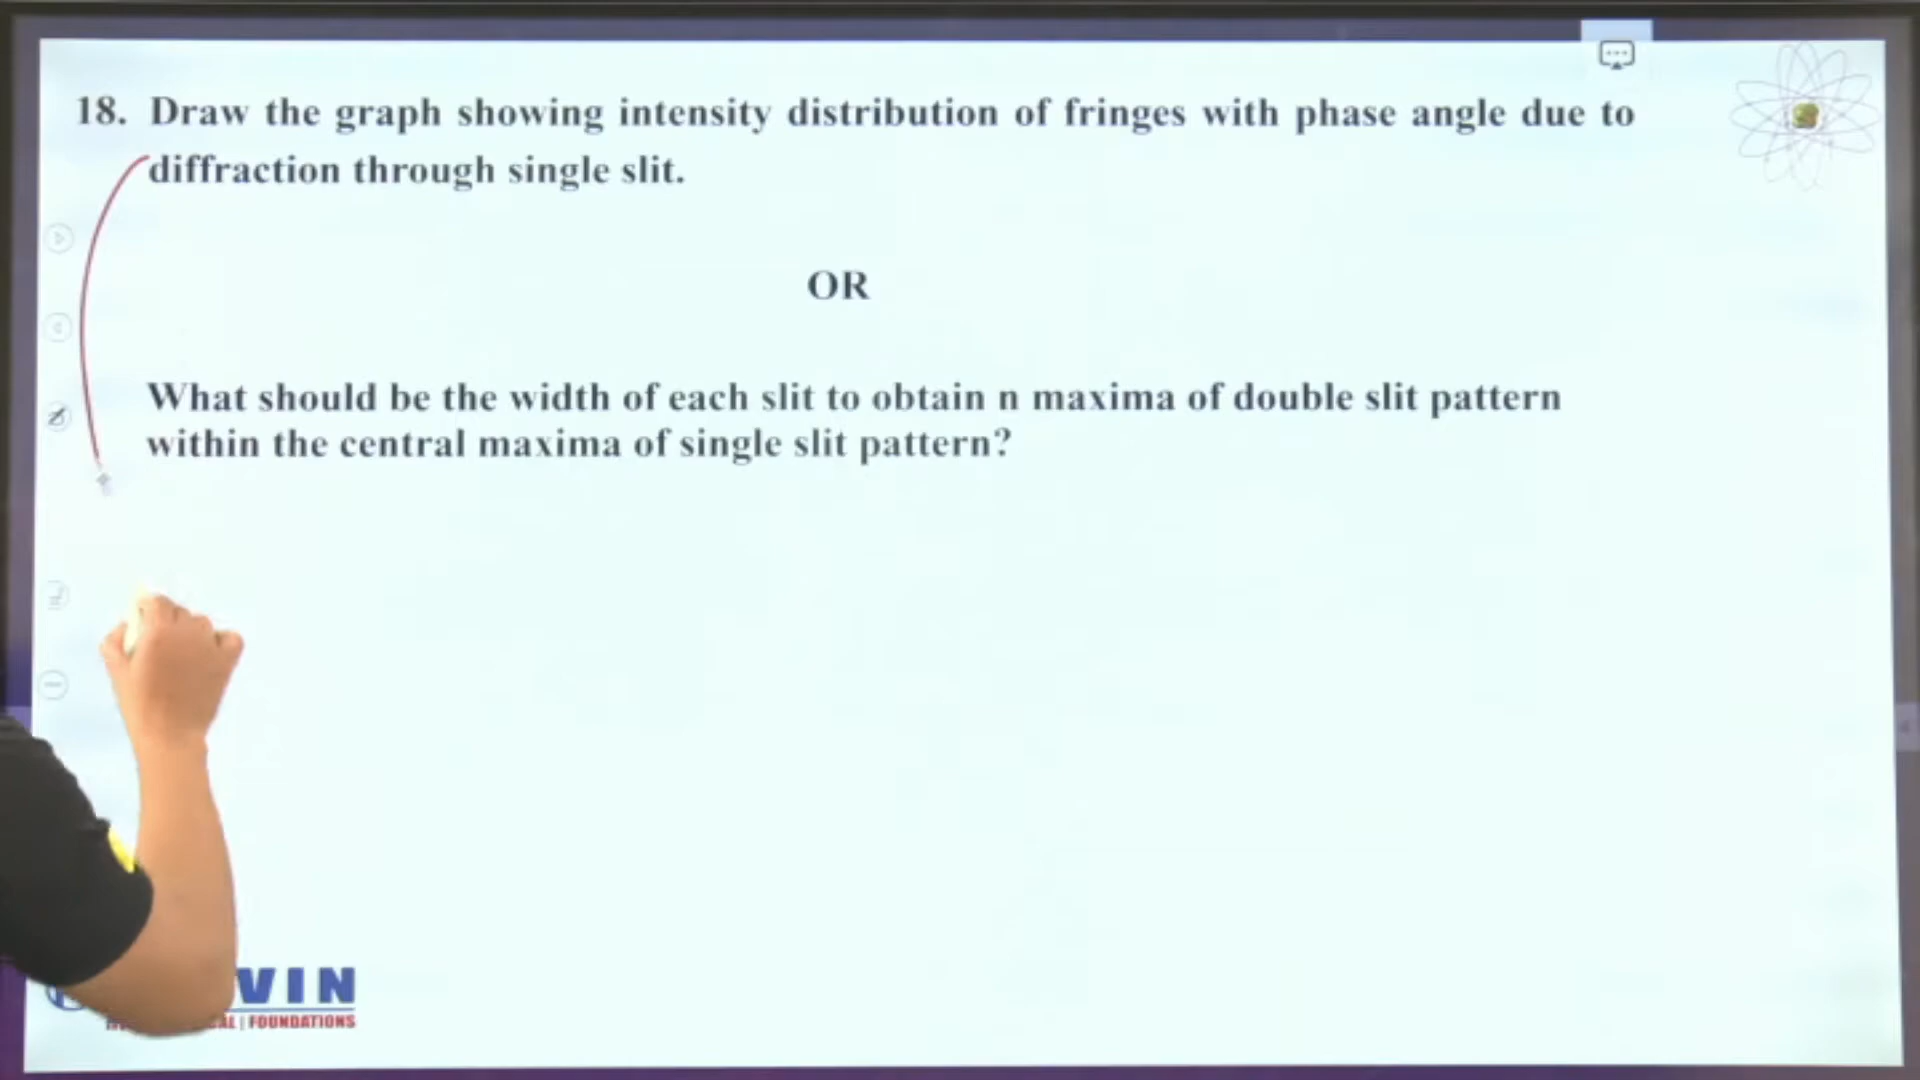 18. Draw the graph showing intensity distribution of fringes with phase angle due to
diffraction through single slit.
OR
What should be the width of each slit to obtain n maxima of double slit pattern
within the central maxima of single slit pattern?
VIN
| FOUNDATIONS